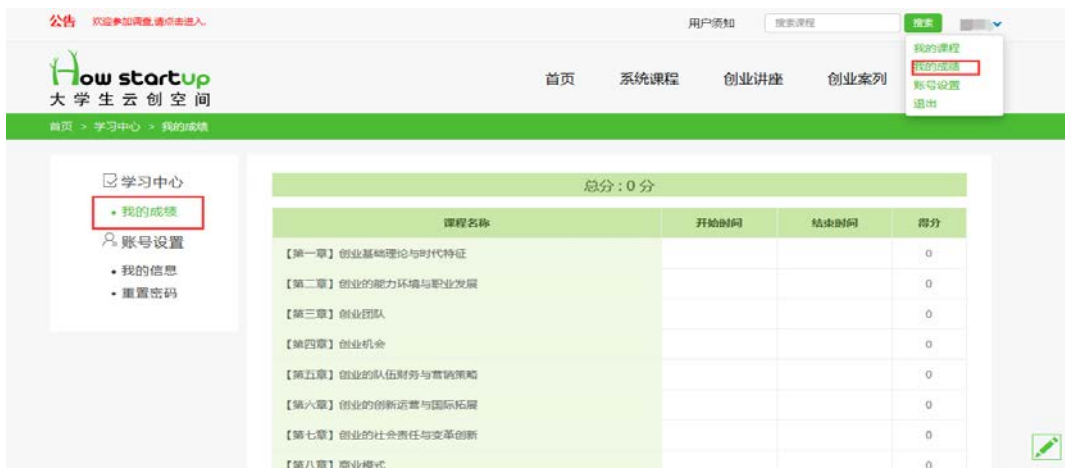 公告 欢迎参加调查,请点击进入.
用户须知 搜索课程 搜索
How startup
大学生云创空间
首页 系统课程 创业讲座 创业案列
我的课程
我的成绩
账号设置
退出
首页 > 学习中心 > 我的成绩
学习中心
• 我的成绩
账号设置
• 我的信息
• 重置密码
总分:0 分
课程名称 开始时间 结束时间 得分
【第一章】创业基础理论与时代特征 0
【第二章】创业的能力环境与职业发展 0
【第三章】创业团队 0
【第四章】创业机会 0
【第五章】创业的队伍财务与营销策略 0
【第六章】创业的创新运营与国际拓展 0
【第七章】创业的社会责任与变革创新 0
【第八章】商业模式 0